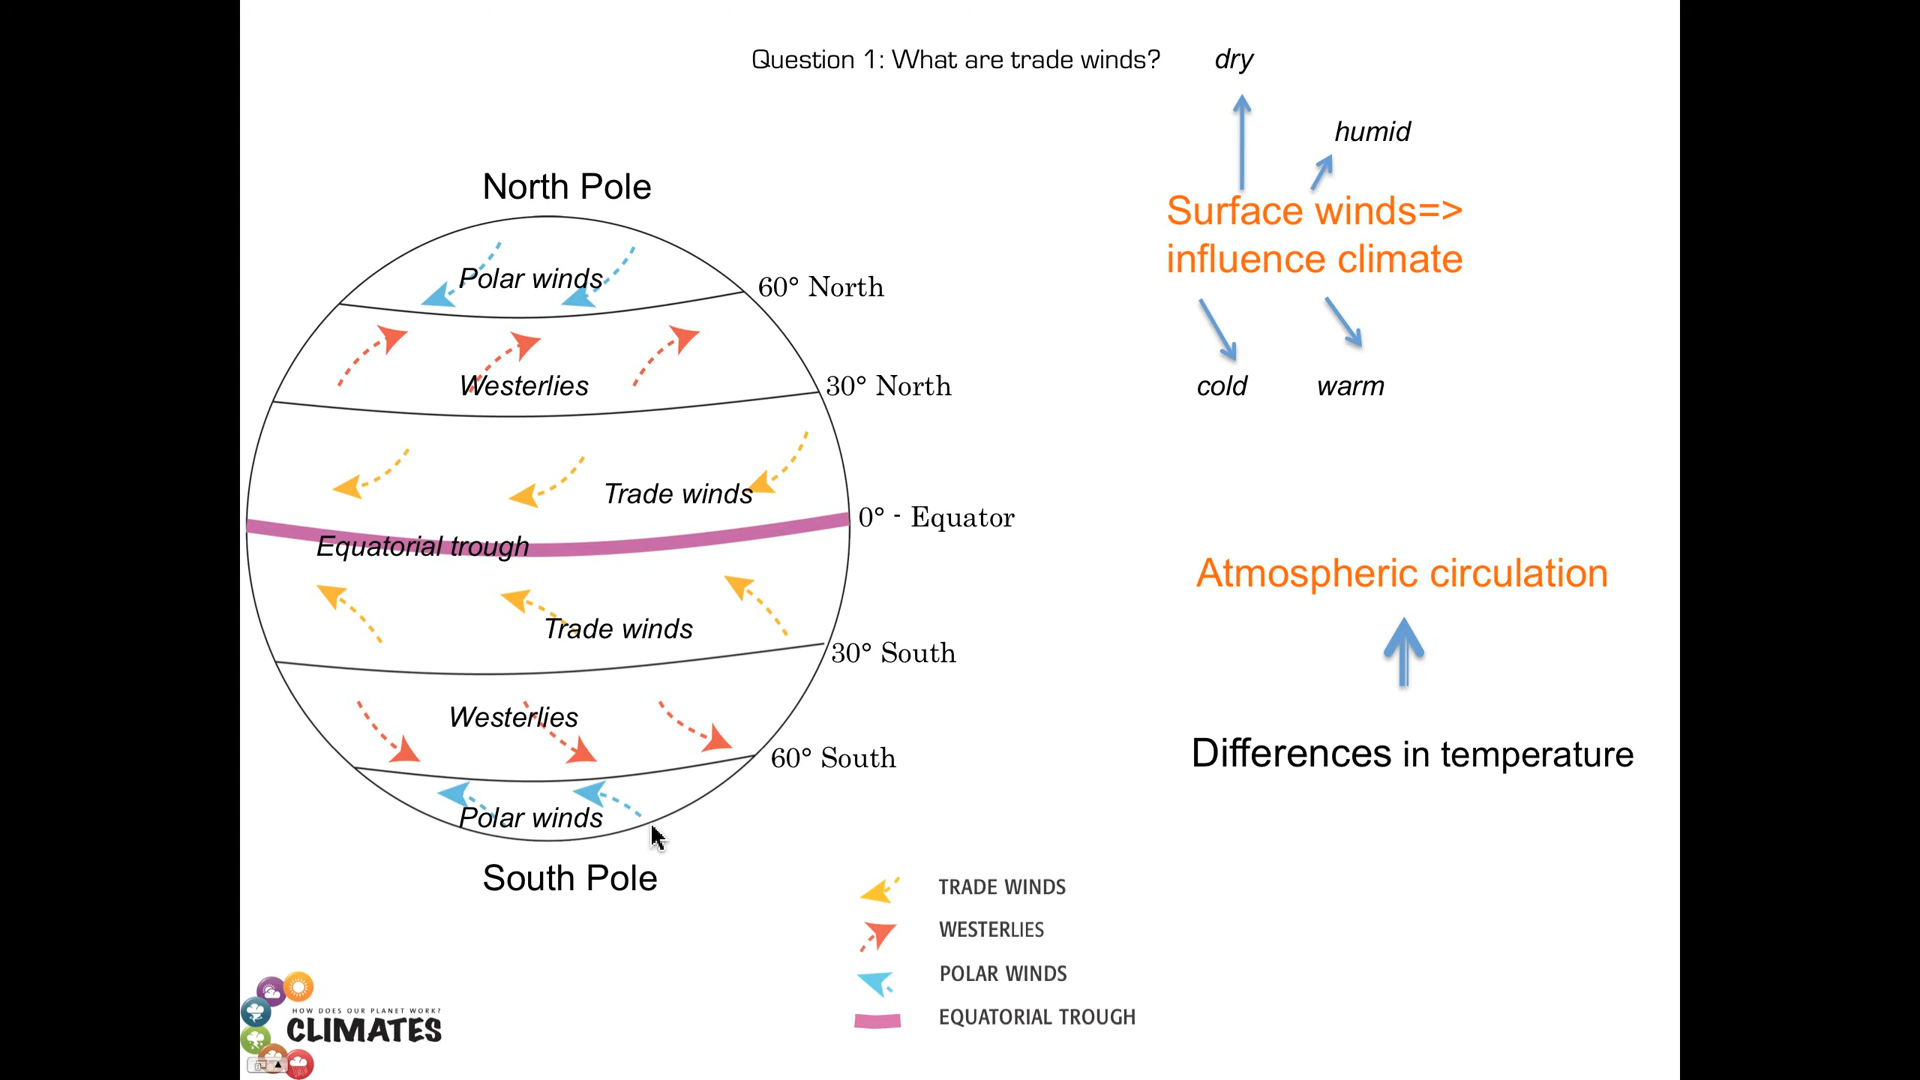 Question 1: What are trade winds?
dry
humid
North Pole
Surface winds=>
influence climate
Polar winds
60° North
Westerlies
30° North
cold
warm
Trade winds
0° - Equator
Equatorial trough
Atmospheric circulation
Trade winds
30° South
Westerlies
60° South
Differences in temperature
Polar winds
South Pole
TRADE WINDS
WESTERLIES
POLAR WINDS
EQUATORIAL TROUGH
HOW DOES OUR PLANET WORK?
CLIMATES